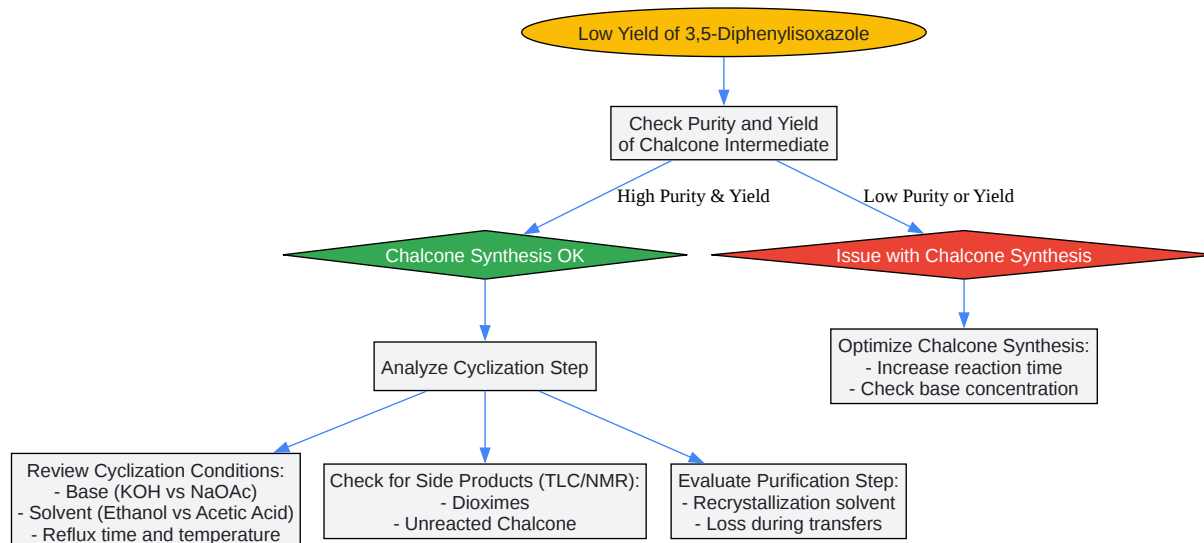 Low Yield of 3,5-Diphenylisoxazole
Check Purity and Yield
of Chalcone Intermediate
High Purity & Yield
Low Purity or Yield
Chalcone Synthesis OK
Issue with Chalcone Synthesis
Analyze Cyclization Step
Optimize Chalcone Synthesis:
- Increase reaction time
- Check base concentration
Review Cyclization Conditions:
- Base (KOH vs NaOAc)
- Solvent (Ethanol vs Acetic Acid)
- Reflux time and temperature
Check for Side Products (TLC/NMR):
- Dioximes
- Unreacted Chalcone
Evaluate Purification Step:
- Recrystallization solvent
- Loss during transfers